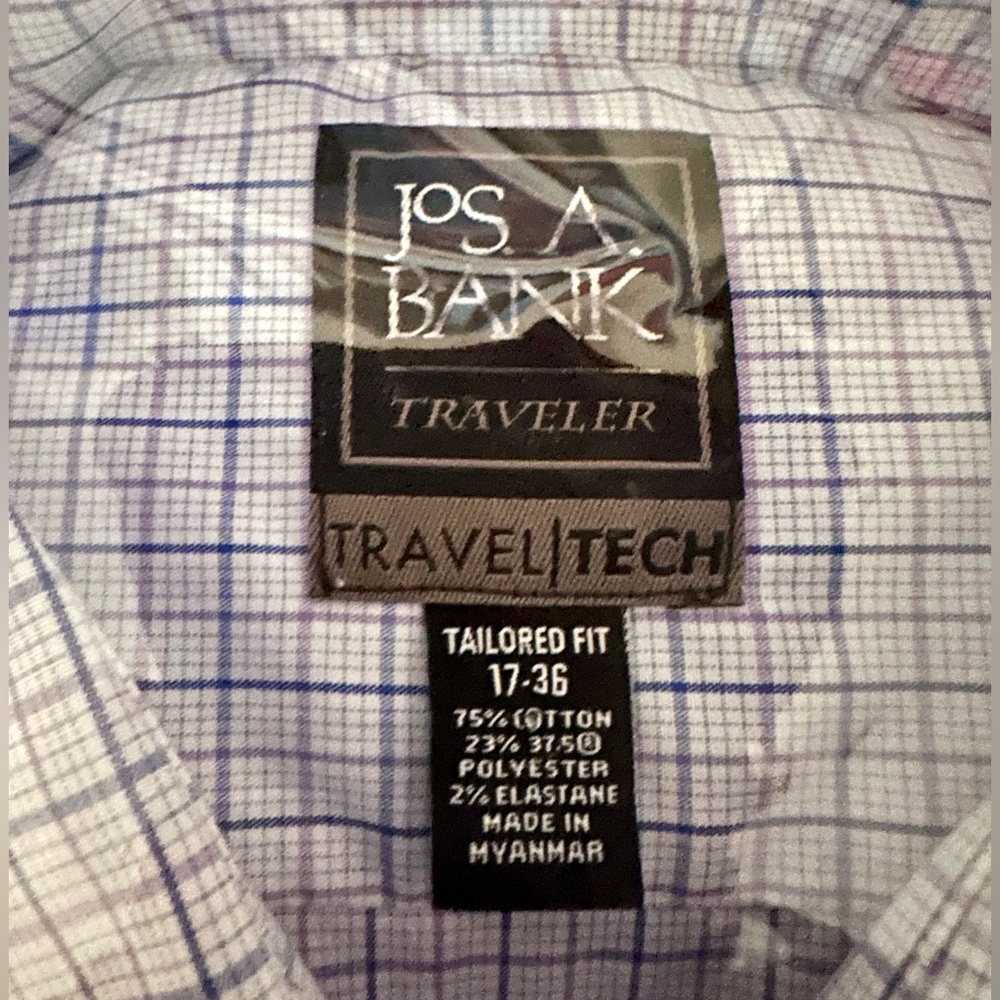 JOS. A.
BANK
TRAVELER
TRAVEL|TECH
TAILORED FIT
17-36
75% COTTON
23% 37.5®
POLYESTER
2% ELASTANE
MADE IN
MYANMAR